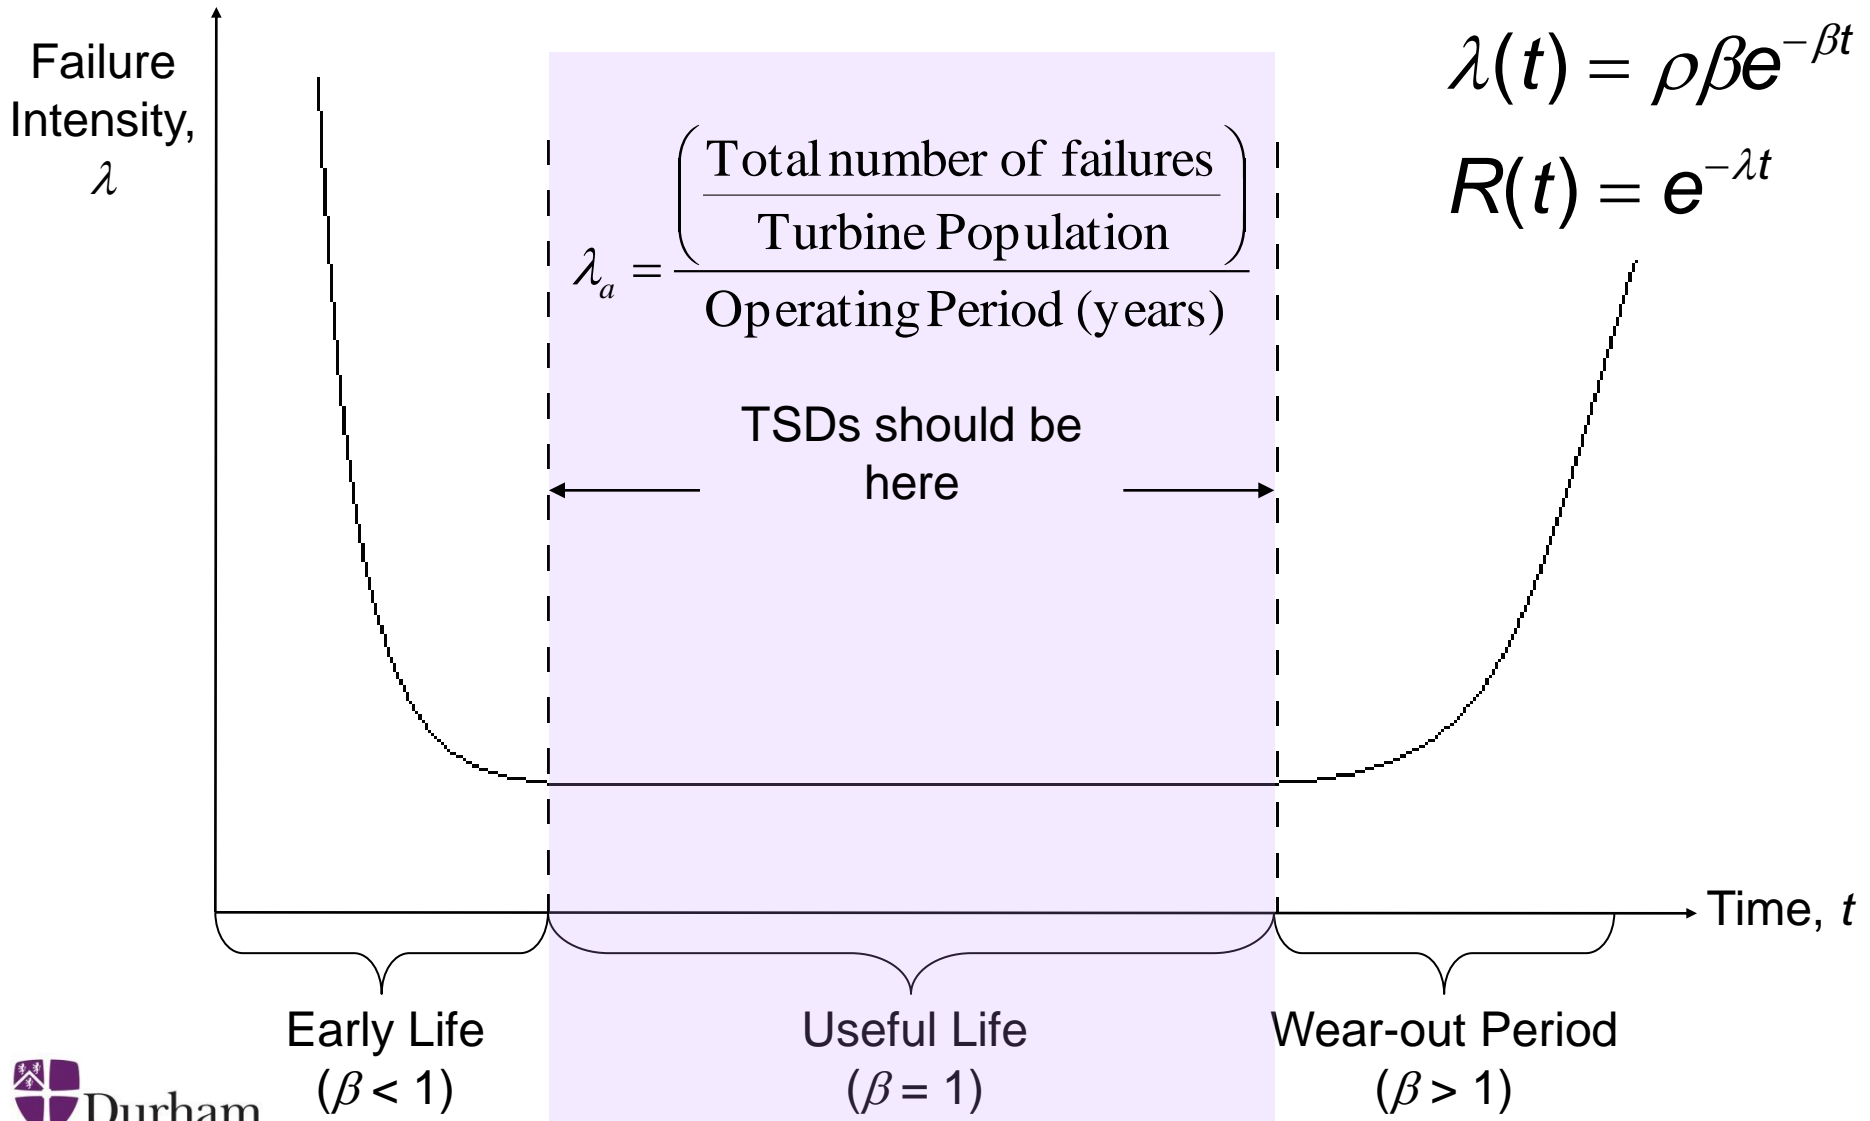 Failure
Intensity,
λ
λ(t) = ρβe^{-βt}
R(t) = e^{-λt}
λ_a = (Total number of failures / Turbine Population) / Operating Period (years)
TSDs should be
here
Time, t
Early Life
(β < 1)
Useful Life
(β = 1)
Wear-out Period
(β > 1)
Durham